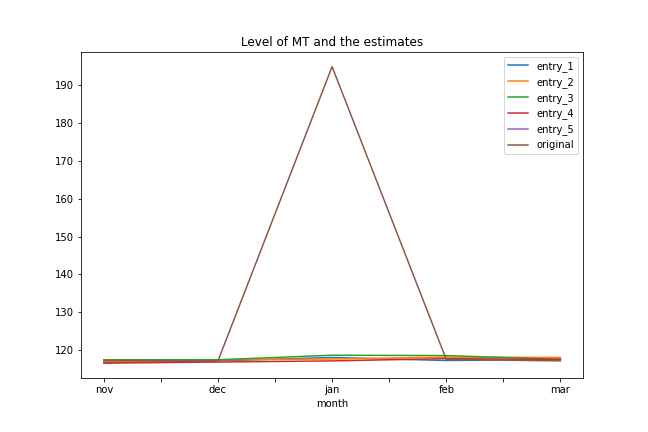 Level of MT and the estimates
190
180
170
160
150
140
130
120
nov dec jan feb mar
month
entry_1
entry_2
entry_3
entry_4
entry_5
original